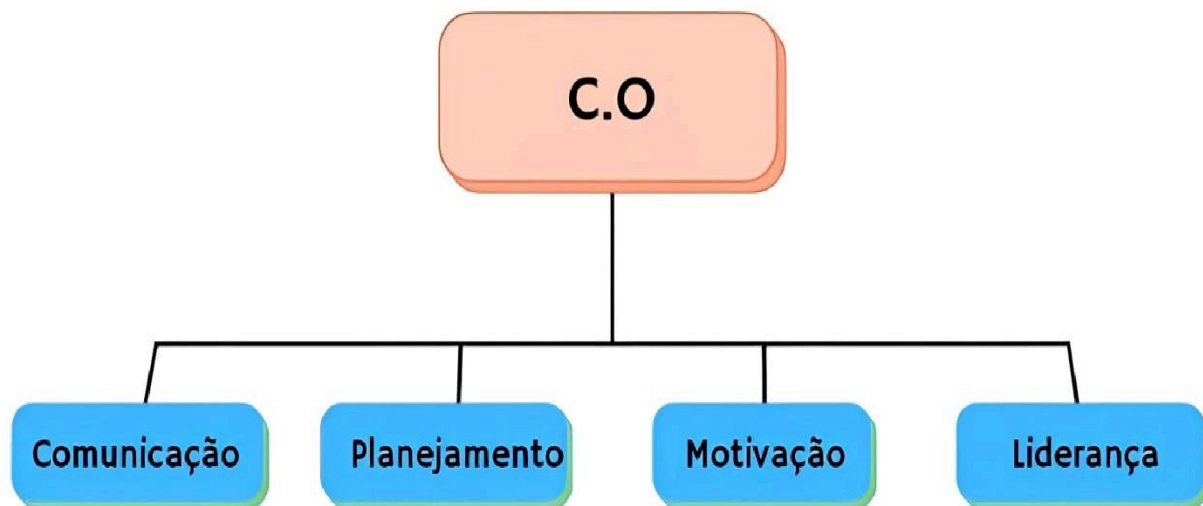 C.O
Comunicação
Planejamento
Motivação
Liderança